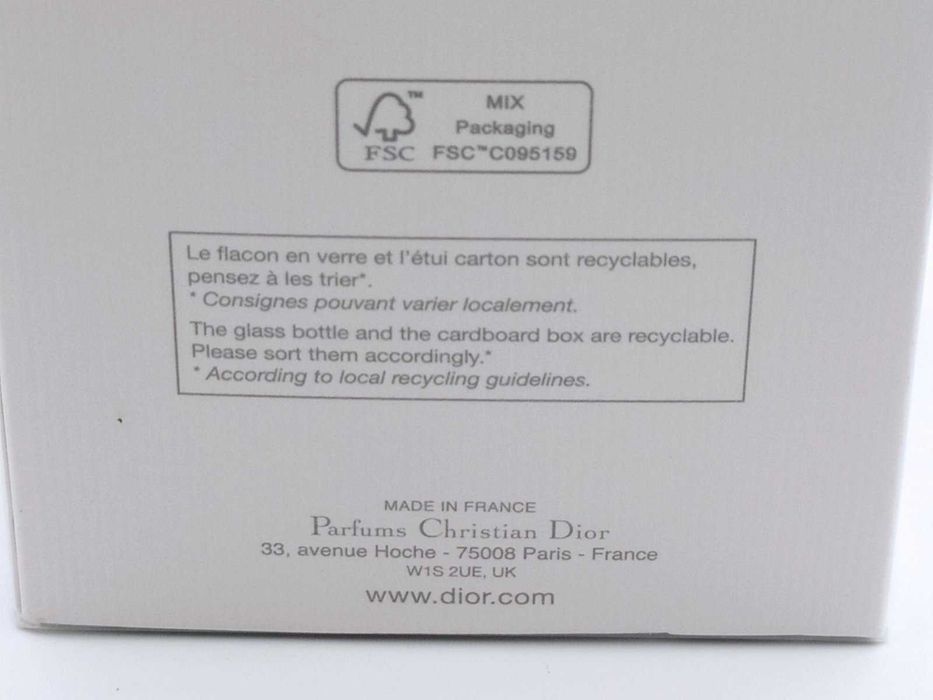 MIX
Packaging
FSC™ FSC™C095159
Le flacon en verre et l'étui carton sont recyclables,
pensez à les trier*.
* Consignes pouvant varier localement.
The glass bottle and the cardboard box are recyclable.
Please sort them accordingly.*
* According to local recycling guidelines.
MADE IN FRANCE
Parfums Christian Dior
33, avenue Hoche - 75008 Paris - France
W1S 2UE, UK
www.dior.com